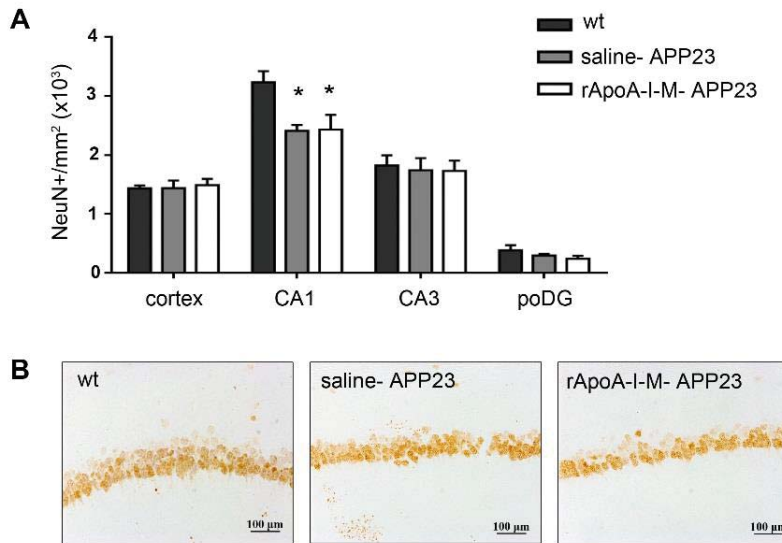 A
wt
saline- APP23
rApoA-I-M- APP23
NeuN+/mm² (x10³)
4
3
2
1
0
* *
cortex CA1 CA3 poDG
B
wt
saline- APP23
rApoA-I-M- APP23
100 µm
100 µm
100 µm